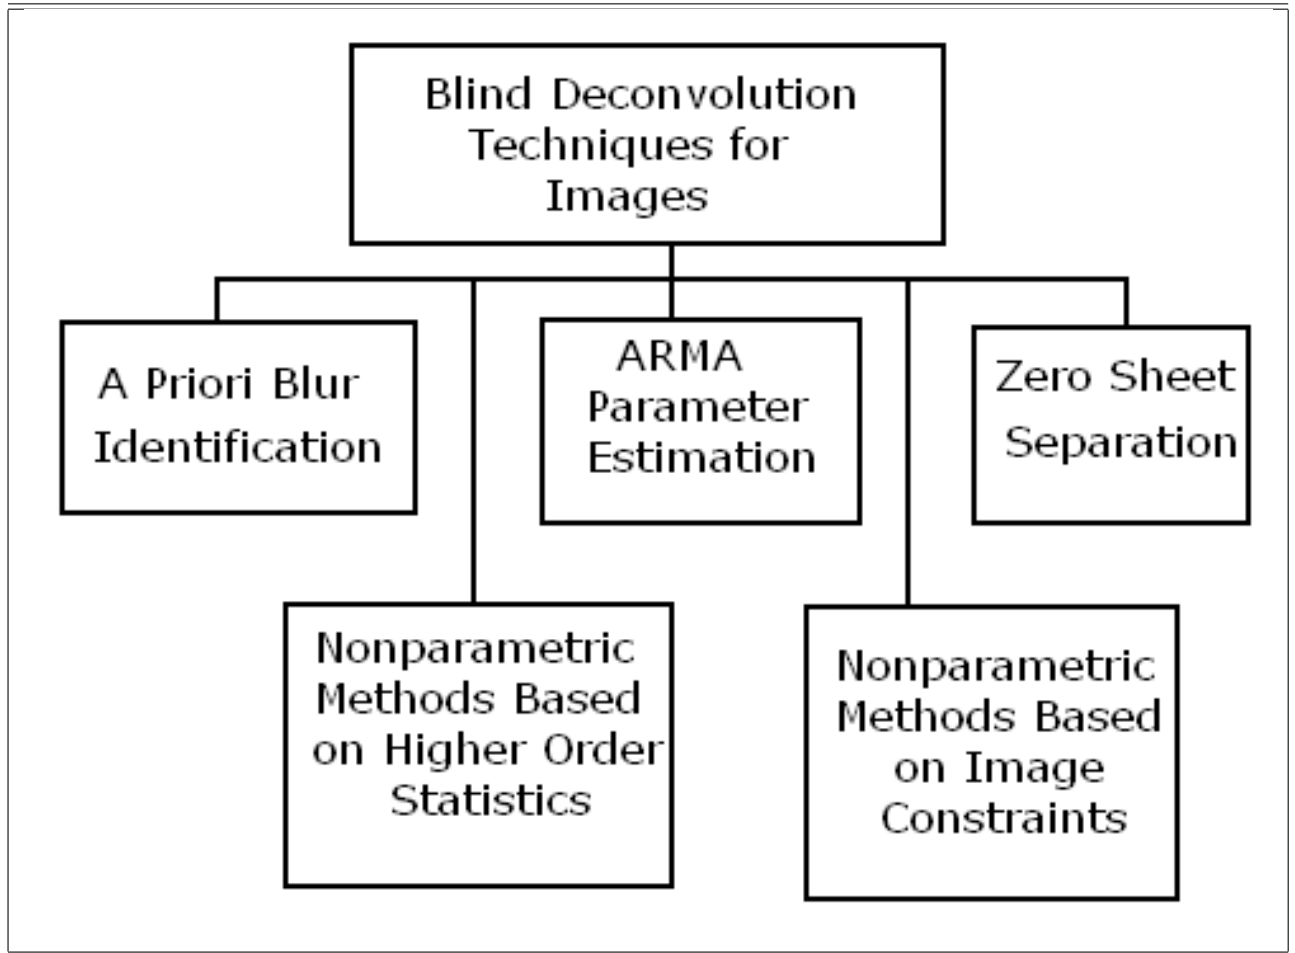 Blind Deconvolution
Techniques for
Images
A Priori Blur
Identification
ARMA
Parameter
Estimation
Zero Sheet
Separation
Nonparametric
Methods Based
on Higher Order
Statistics
Nonparametric
Methods Based
on Image
Constraints